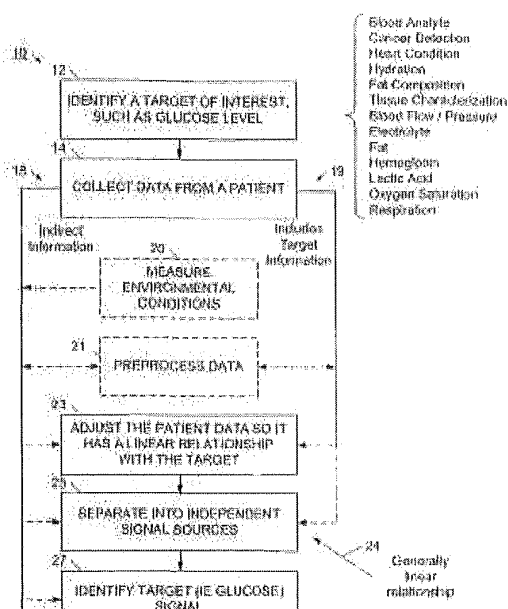 10
12
IDENTIFY A TARGET OF INTEREST,
SUCH AS GLUCOSE LEVEL
Blood Analyte
Cancer Detection
Heart Condition
Hydration
Fat Composition
Tissue Characterization
Blood Flow / Pressure
Electrolyte
Fat
Hemoglobin
Lactic Acid
Oxygen Saturation
Respiration
14
18
COLLECT DATA FROM A PATIENT
19
Indirect
Information
Includes
Target
Information
20
MEASURE
ENVIRONMENTAL
CONDITIONS
21
PREPROCESS DATA
23
ADJUST THE PATIENT DATA SO IT
HAS A LINEAR RELATIONSHIP
WITH THE TARGET
25
SEPARATE INTO INDEPENDENT
SIGNAL SOURCES
24
Generally
linear
relationship
27
IDENTIFY TARGET (IE GLUCOSE)
SIGNAL